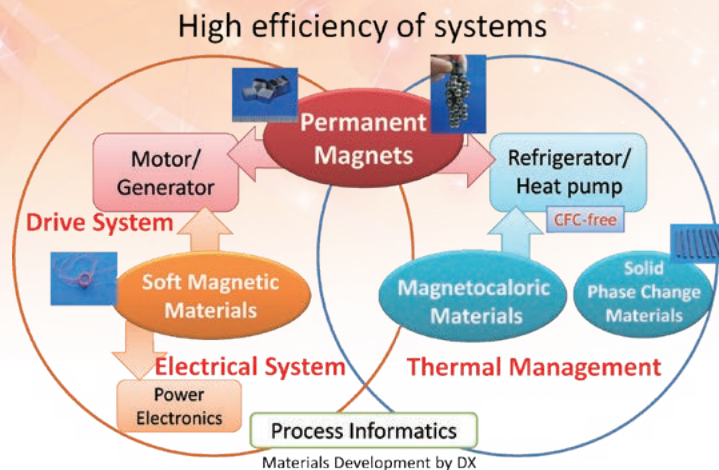 High efficiency of systems
Permanent
Magnets
Motor/
Generator
Refrigerator/
Heat pump
CFC-free
Drive System
Soft Magnetic
Materials
Magnetocaloric
Materials
Solid
Phase Change
Materials
Electrical System
Thermal Management
Power
Electronics
Process Informatics
Materials Development by DX